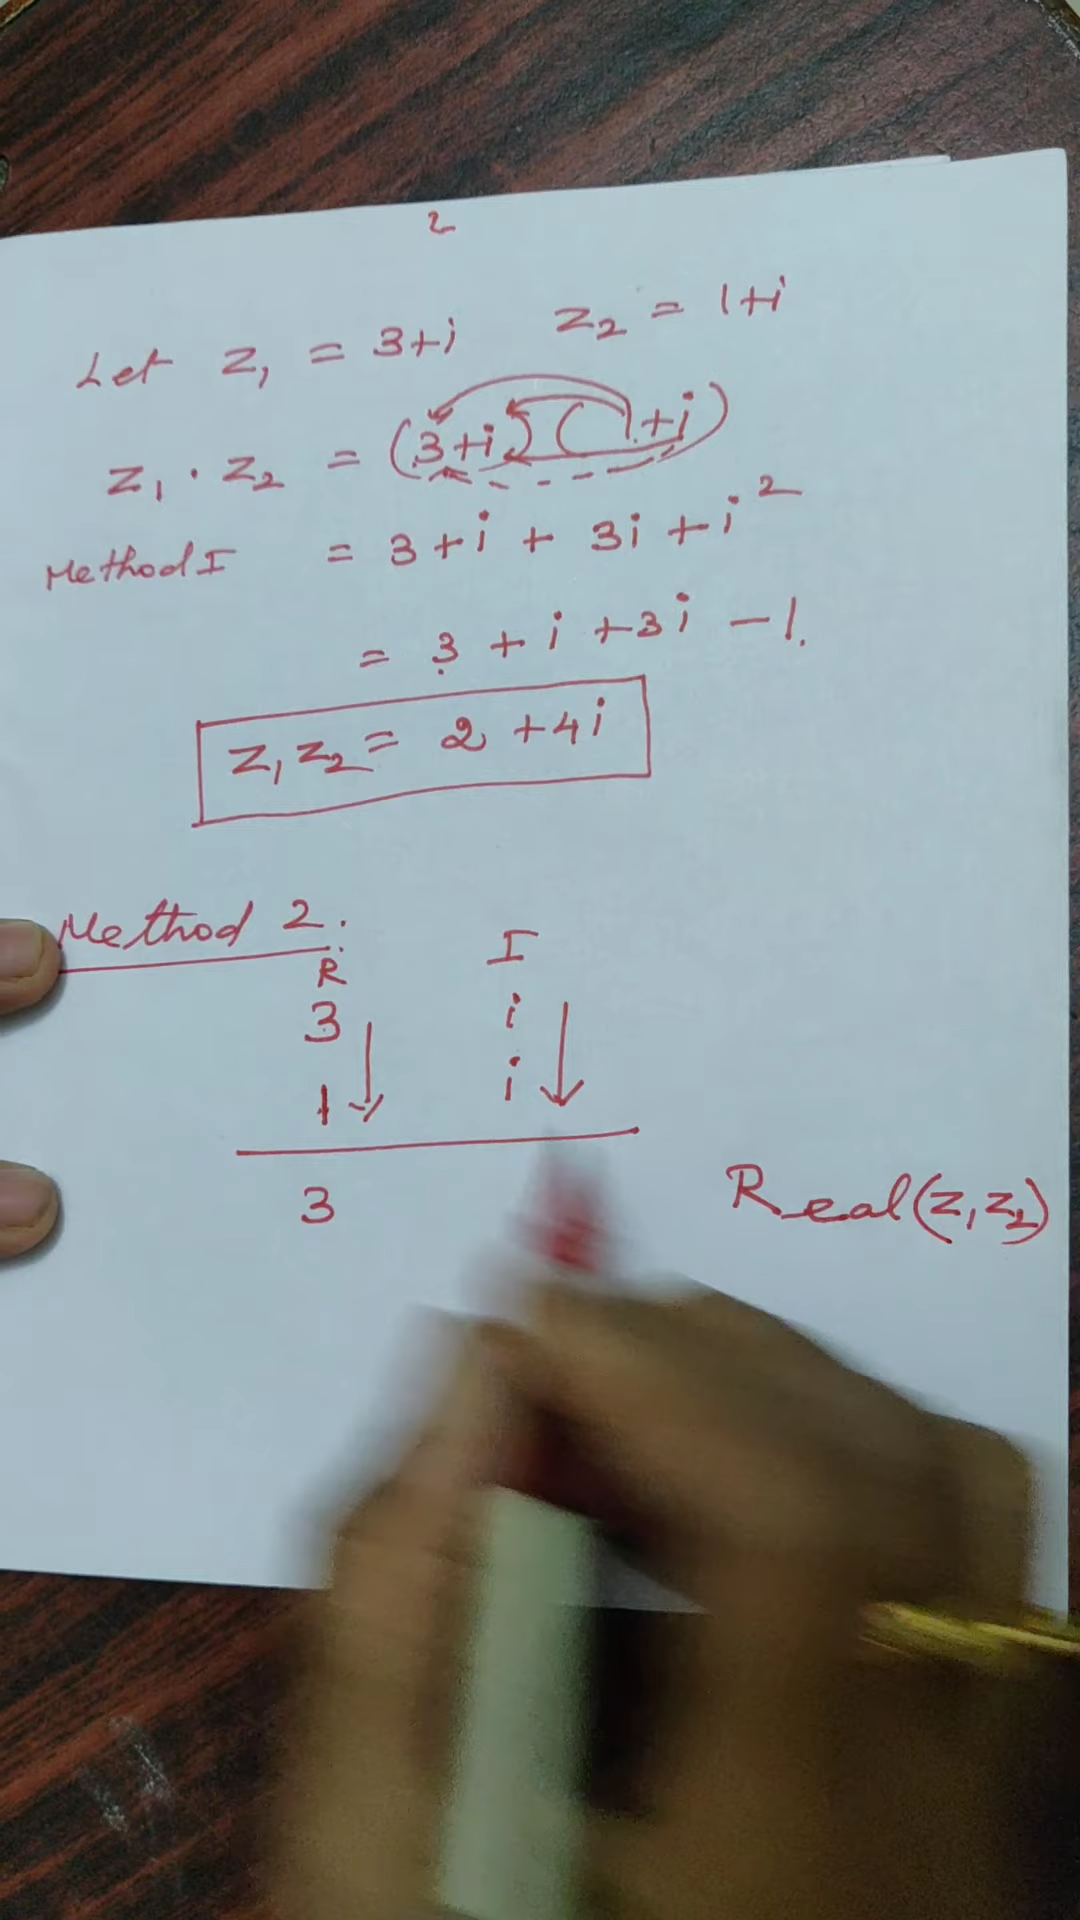 2
Let z₁ = 3+i z₂ = 1+i
z₁ · z₂ = (3+i) (1+i)
Method I = 3+i + 3i + i²
= 3 + i +3i -1.
z₁z₂ = 2 +4i
Method 2:
R I
3 i
1 i
3
Real(z₁z₂)